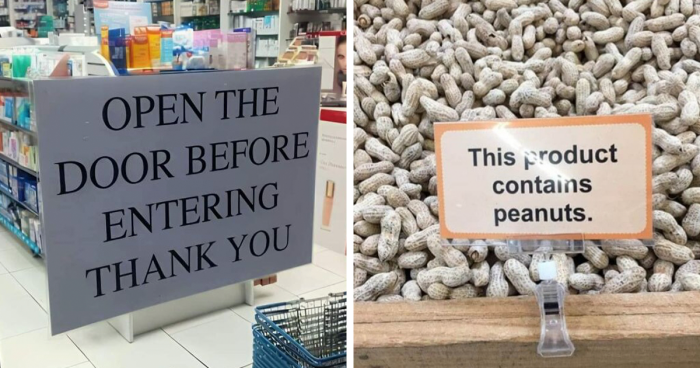 OPEN THE
DOOR BEFORE
ENTERING
THANK YOU
This product
contains
peanuts.